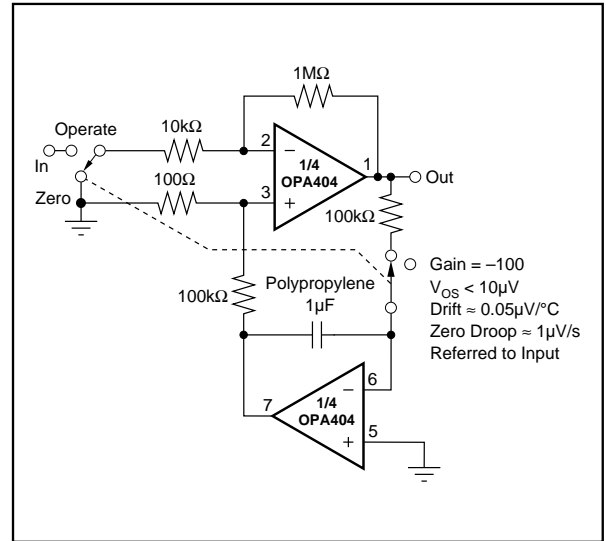 1MΩ
Operate
10kΩ
2
–
1
In
1/4
OPA404
Out
100Ω
3
+
Zero
100kΩ
100kΩ
Polypropylene
1µF
Gain = –100
VOS < 10µV
Drift ≈ 0.05µV/°C
Zero Droop ≈ 1µV/s
Referred to Input
6
–
7
1/4
OPA404
+
5